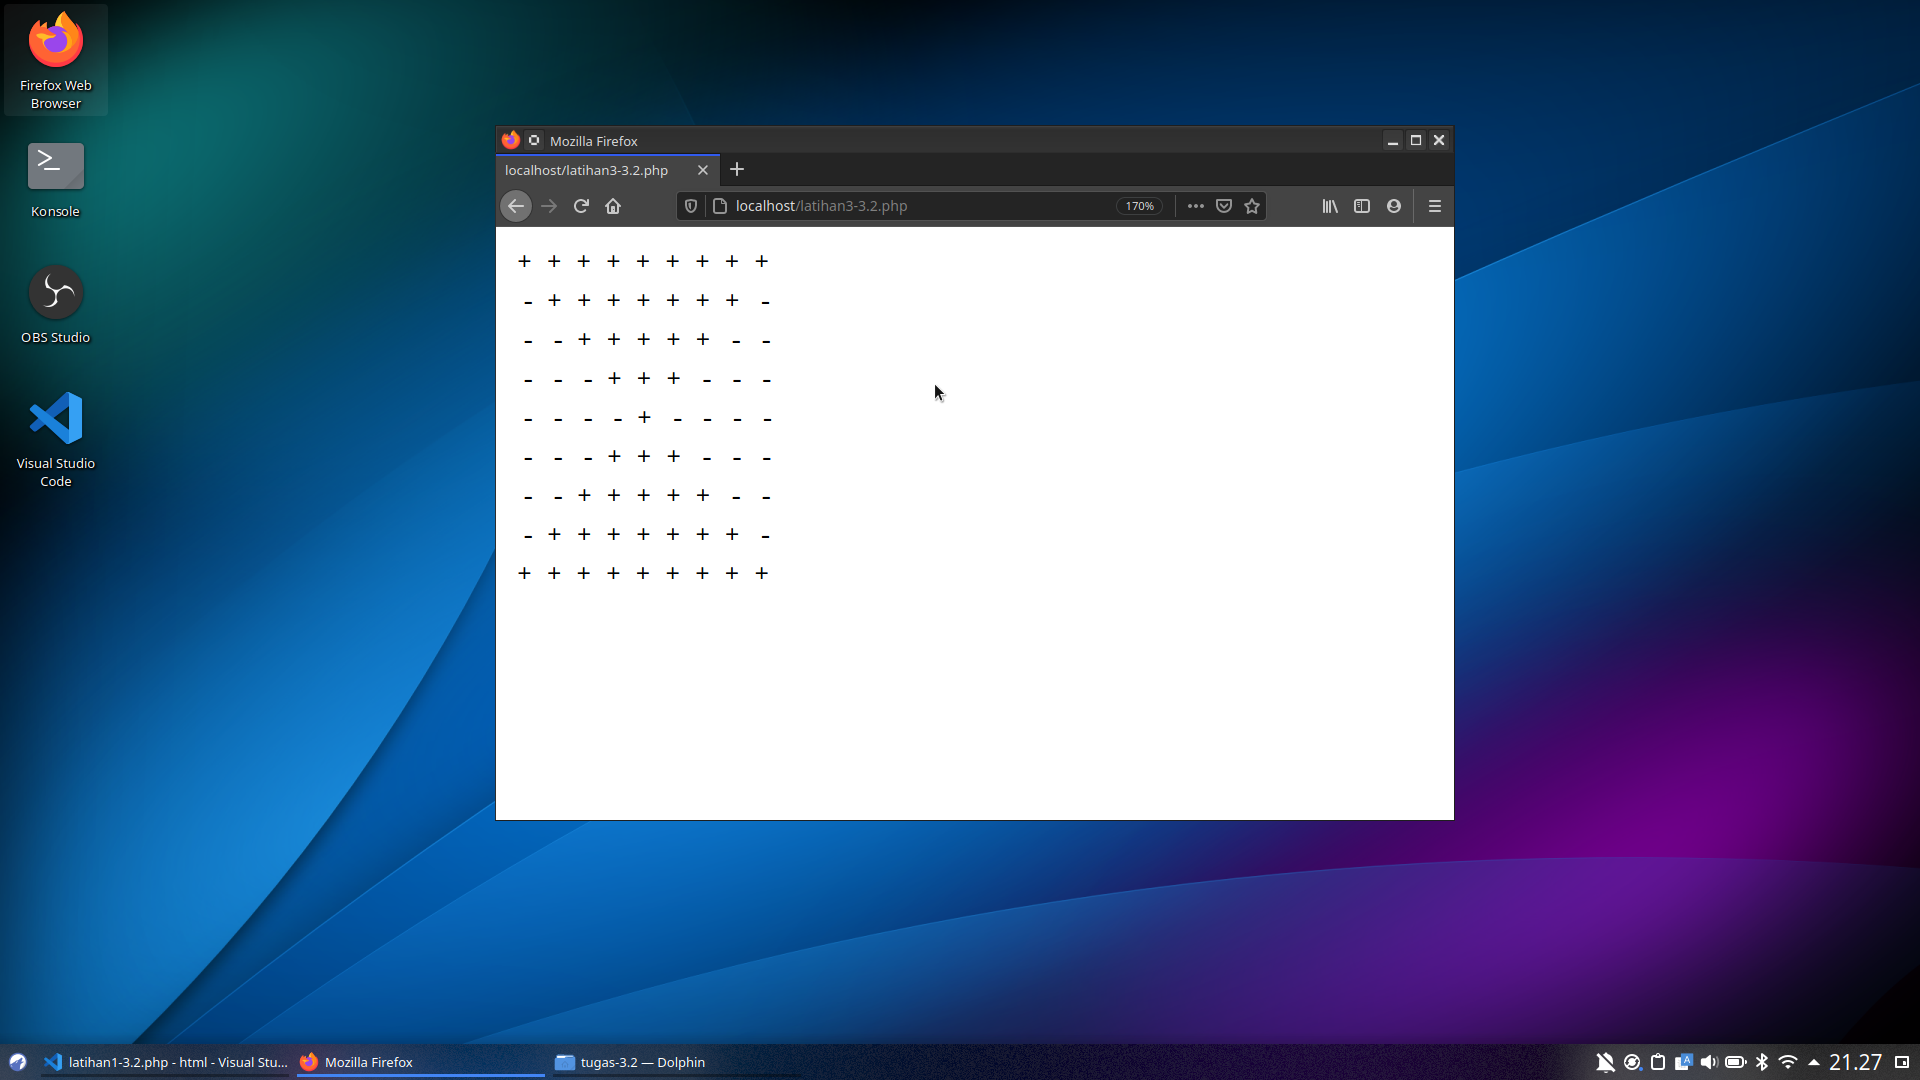 Firefox Web
Browser
Konsole
OBS Studio
Visual Studio
Code
Mozilla Firefox
localhost/latihan3-3.2.php
localhost/latihan3-3.2.php 170%
+ + + + + + + + +
- + + + + + + + -
- - + + + + + - -
- - - + + + - - -
- - - - + - - - -
- - - + + + - - -
- - + + + + + - -
- + + + + + + + -
+ + + + + + + + +
latihan1-3.2.php - html - Visual Stu... Mozilla Firefox tugas-3.2 — Dolphin A 21.27